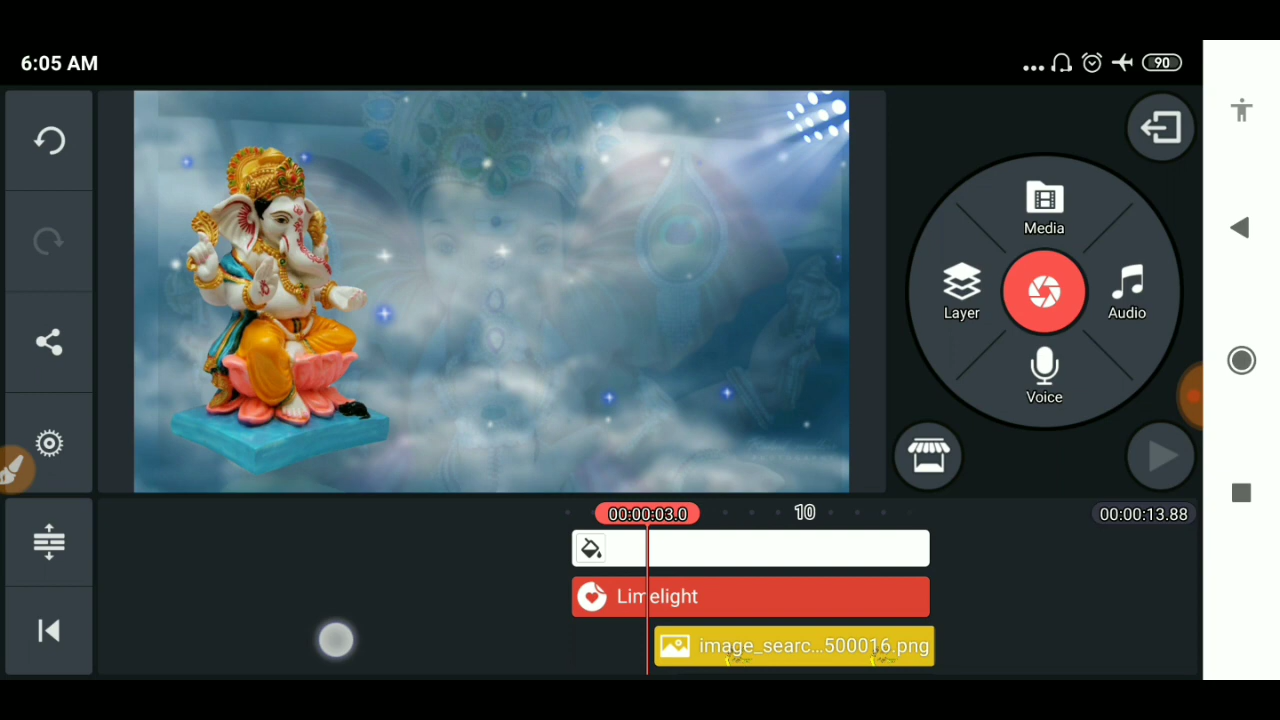 6:05 AM
90
Media
Layer
Audio
Voice
00:00:03.0
10
00:00:13.88
Limelight
image_searc...500016.png